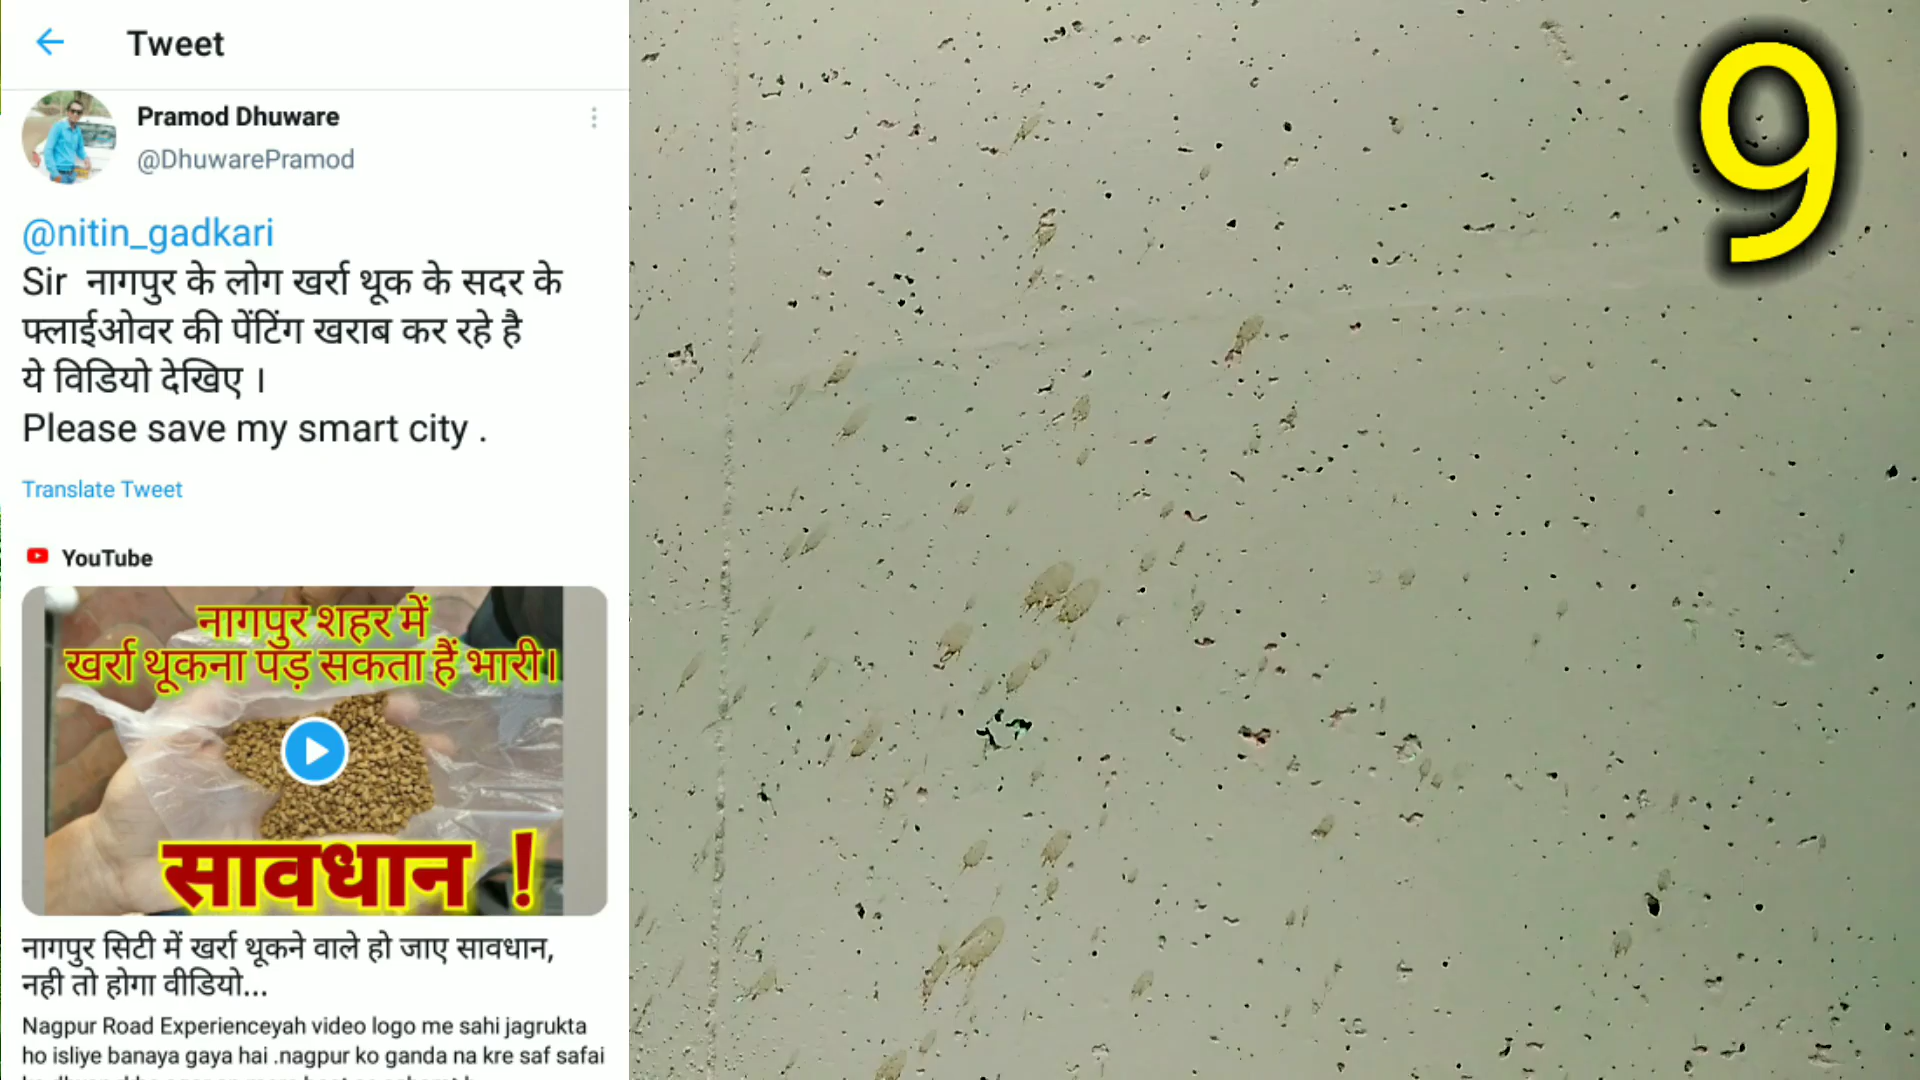 Tweet
Pramod Dhuware
@DhuwarePramod
@nitin_gadkari
Sir नागपुर के लोग खर्रा थूक के सदर के
फ्लाईओवर की पेंटिंग खराब कर रहे है
ये विडियो देखिए ।
Please save my smart city .
Translate Tweet
YouTube
नागपुर शहर में
खर्रा थूकना पड़ सकता हैं भारी।
सावधान !
नागपुर सिटी में खर्रा थूकने वाले हो जाए सावधान,
नही तो होगा वीडियो...
Nagpur Road Experienceyah video logo me sahi jagrukta
ho isliye banaya gaya hai .nagpur ko ganda na kre saf safai
9